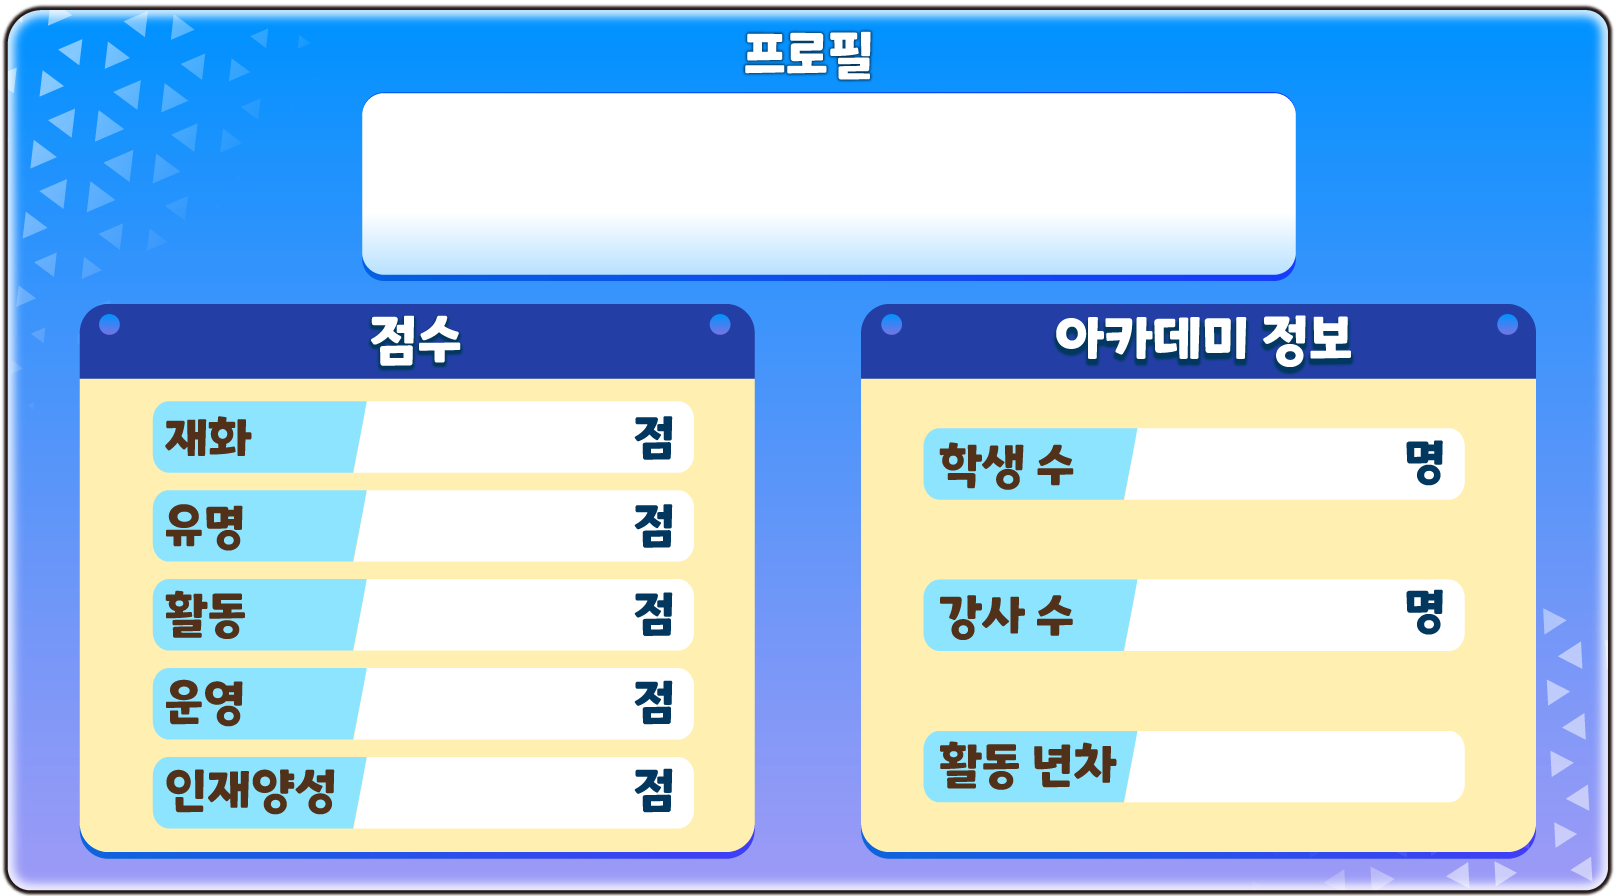 프로필
점수
재화 점
유명 점
활동 점
운영 점
인재양성 점
아카데미 정보
학생 수 명
강사 수 명
활동 년차